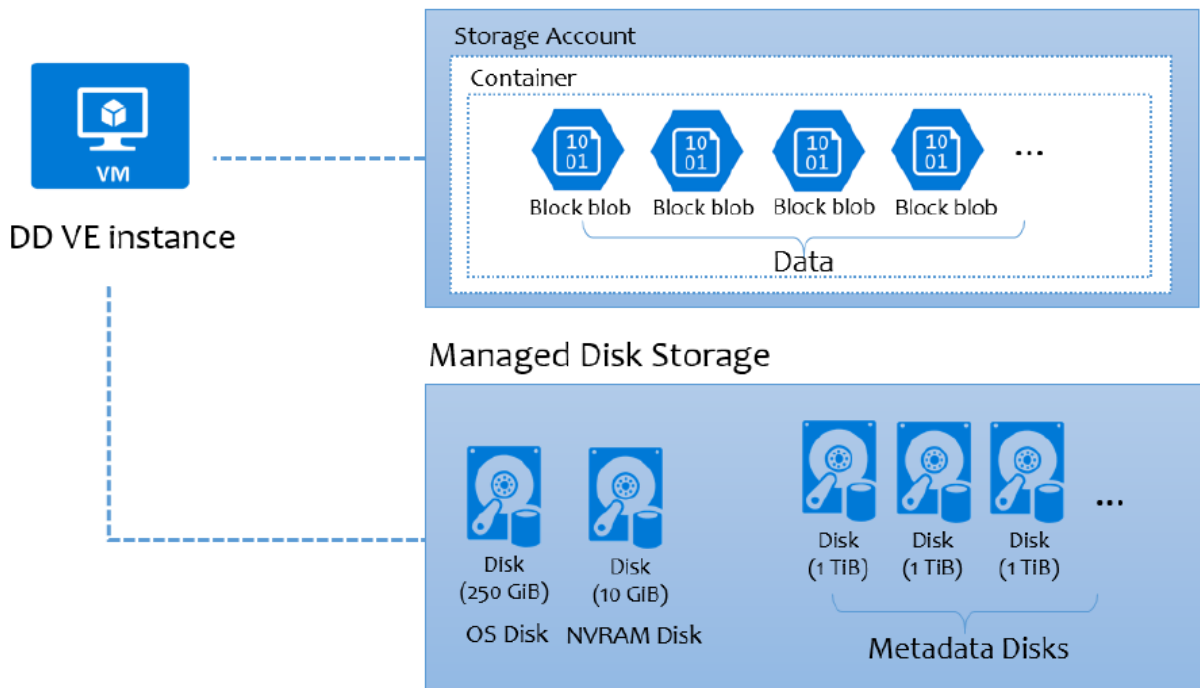 Storage Account
Container
VM
10
01
10
01
10
01
10
01
...
Block blob Block blob Block blob Block blob
Data
DD VE instance
Managed Disk Storage
...
Disk
(250 GiB)
OS Disk
Disk
(10 GiB)
NVRAM Disk
Disk
(1 TiB)
Disk
(1 TiB)
Disk
(1 TiB)
Metadata Disks